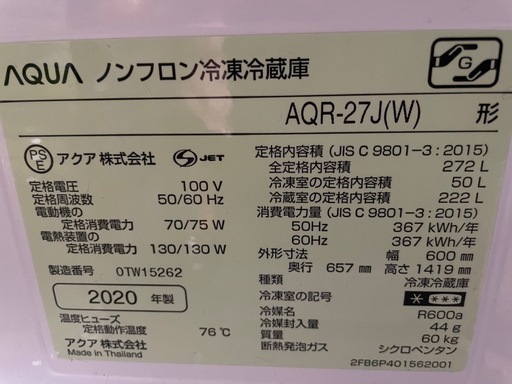 AQUA ノンフロン冷凍冷蔵庫
G
AQR-27J(W) 形
PS E アクア 株式会社 S JET
定格電圧 100 V
定格周波数 50/60 Hz
電動機の
定格消費電力 70/75 W
電熱装置の
定格消費電力 130/130 W
製造番号 0TW15262
2020 年製
温度ヒューズ
定格動作温度 76℃
アクア 株式会社
Made in Thailand
定格内容積 (JIS C 9801-3 : 2015)
全定格内容積 272 L
冷凍室の定格内容積 50 L
冷蔵室の定格内容積 222 L
消費電力量 (JIS C 9801-3 : 2015)
50Hz 367 kWh/年
60Hz 367 kWh/年
外形寸法 幅 600 mm
奥行 657 mm 高さ 1419 mm
種類 冷凍冷蔵庫
冷凍室の記号 * ***
冷媒名 R600a
冷媒封入量 44 g
質量 60 kg
断熱発泡ガス シクロペンタン
2FB6P401562001